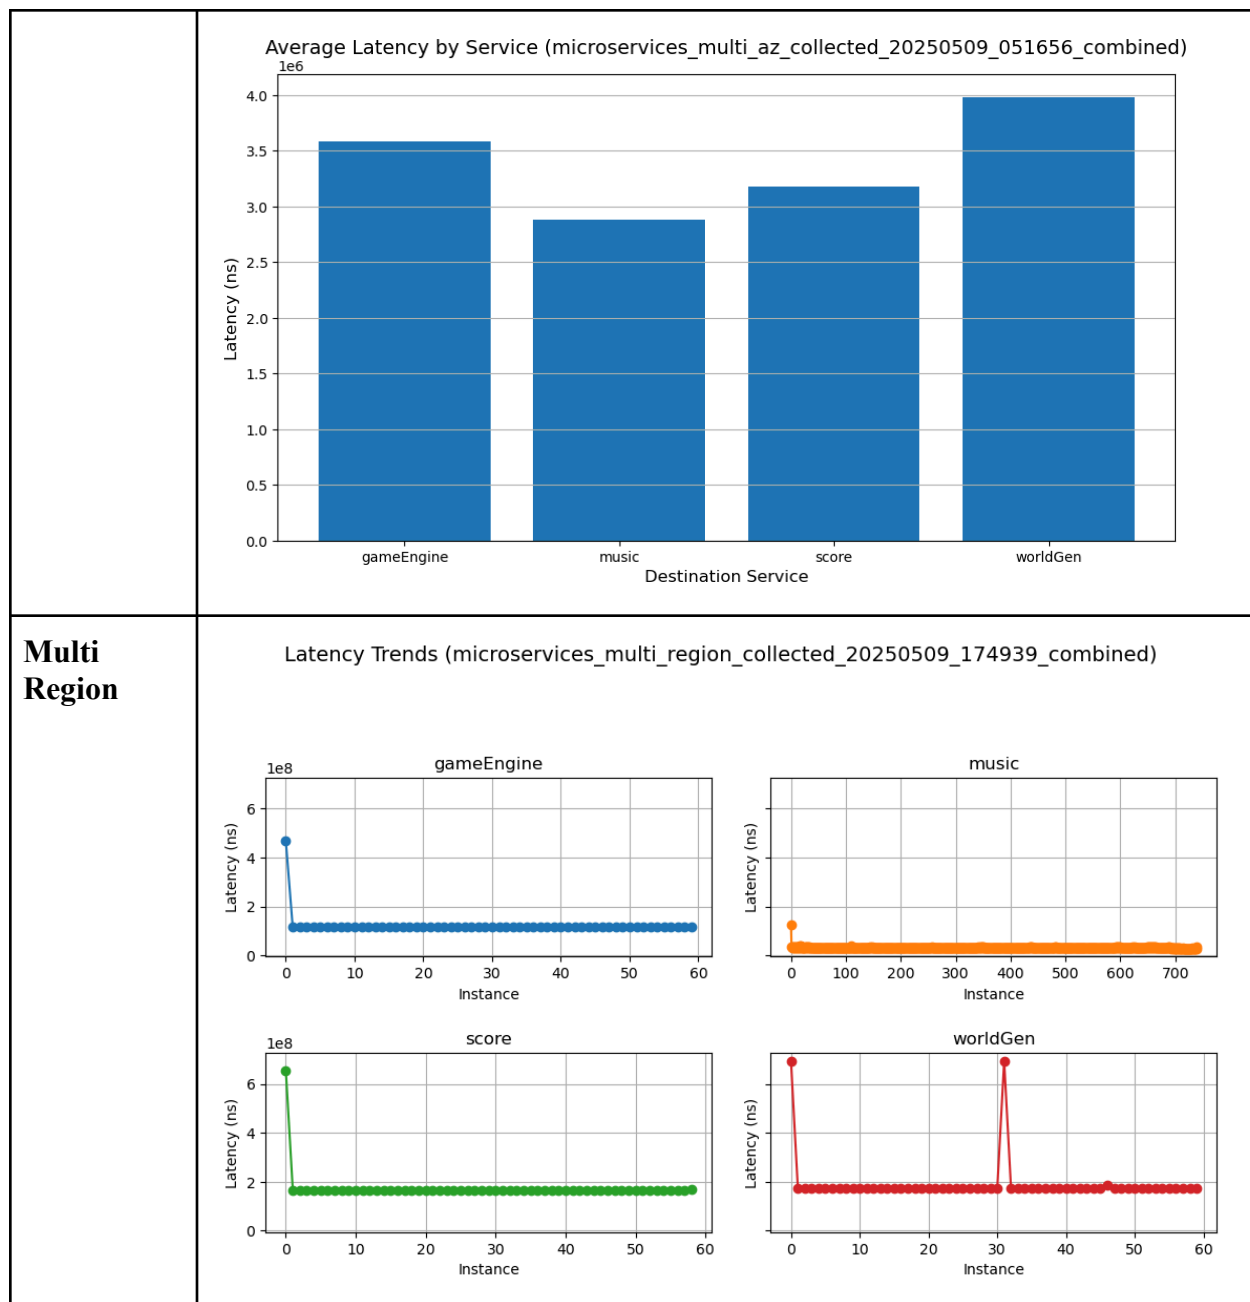 Average Latency by Service (microservices_multi_az_collected_20250509_051656_combined)
1e6
4.0
3.5
3.0
2.5
2.0
1.5
1.0
0.5
0.0
Latency (ns)
gameEngine music score worldGen
Destination Service
Multi
Region
Latency Trends (microservices_multi_region_collected_20250509_174939_combined)
gameEngine
1e8
6
4
2
0
Latency (ns)
0 10 20 30 40 50 60
Instance
music
Latency (ns)
0 100 200 300 400 500 600 700
Instance
score
1e8
6
4
2
0
Latency (ns)
0 10 20 30 40 50 60
Instance
worldGen
Latency (ns)
0 10 20 30 40 50 60
Instance